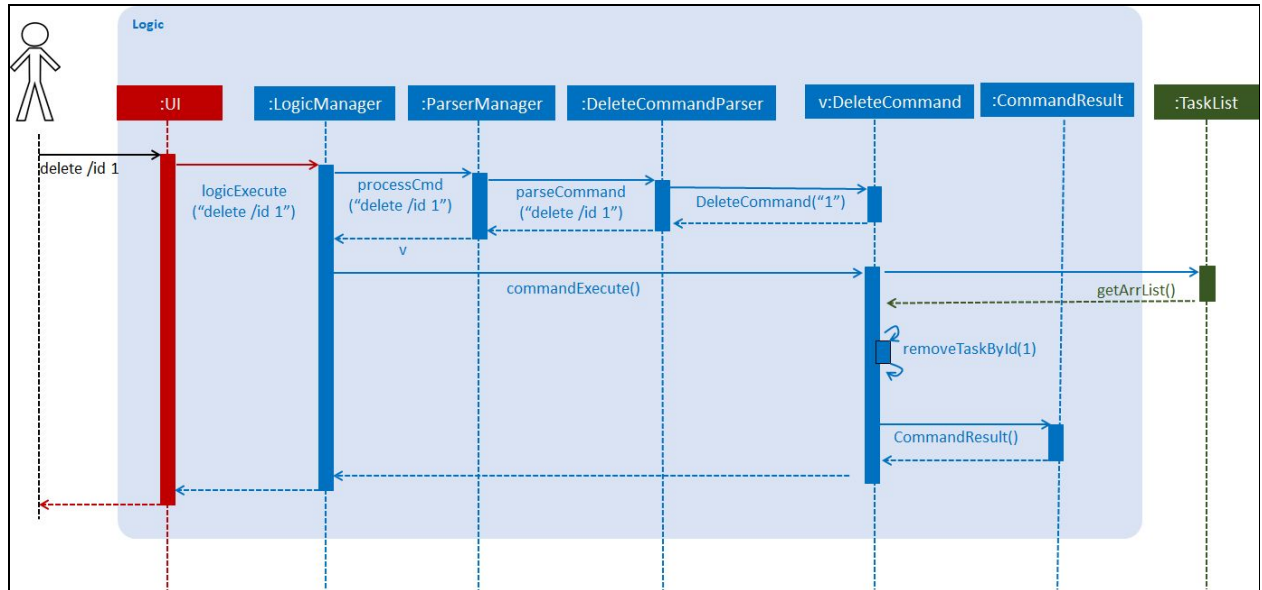 Logic
:UI
:LogicManager
:ParserManager
:DeleteCommandParser
v:DeleteCommand
:CommandResult
:TaskList
delete /id 1
logicExecute
(“delete /id 1”)
processCmd
(“delete /id 1”)
parseCommand
(“delete /id 1”)
DeleteCommand(“1”)
v
commandExecute()
getArrList()
removeTaskById(1)
CommandResult()